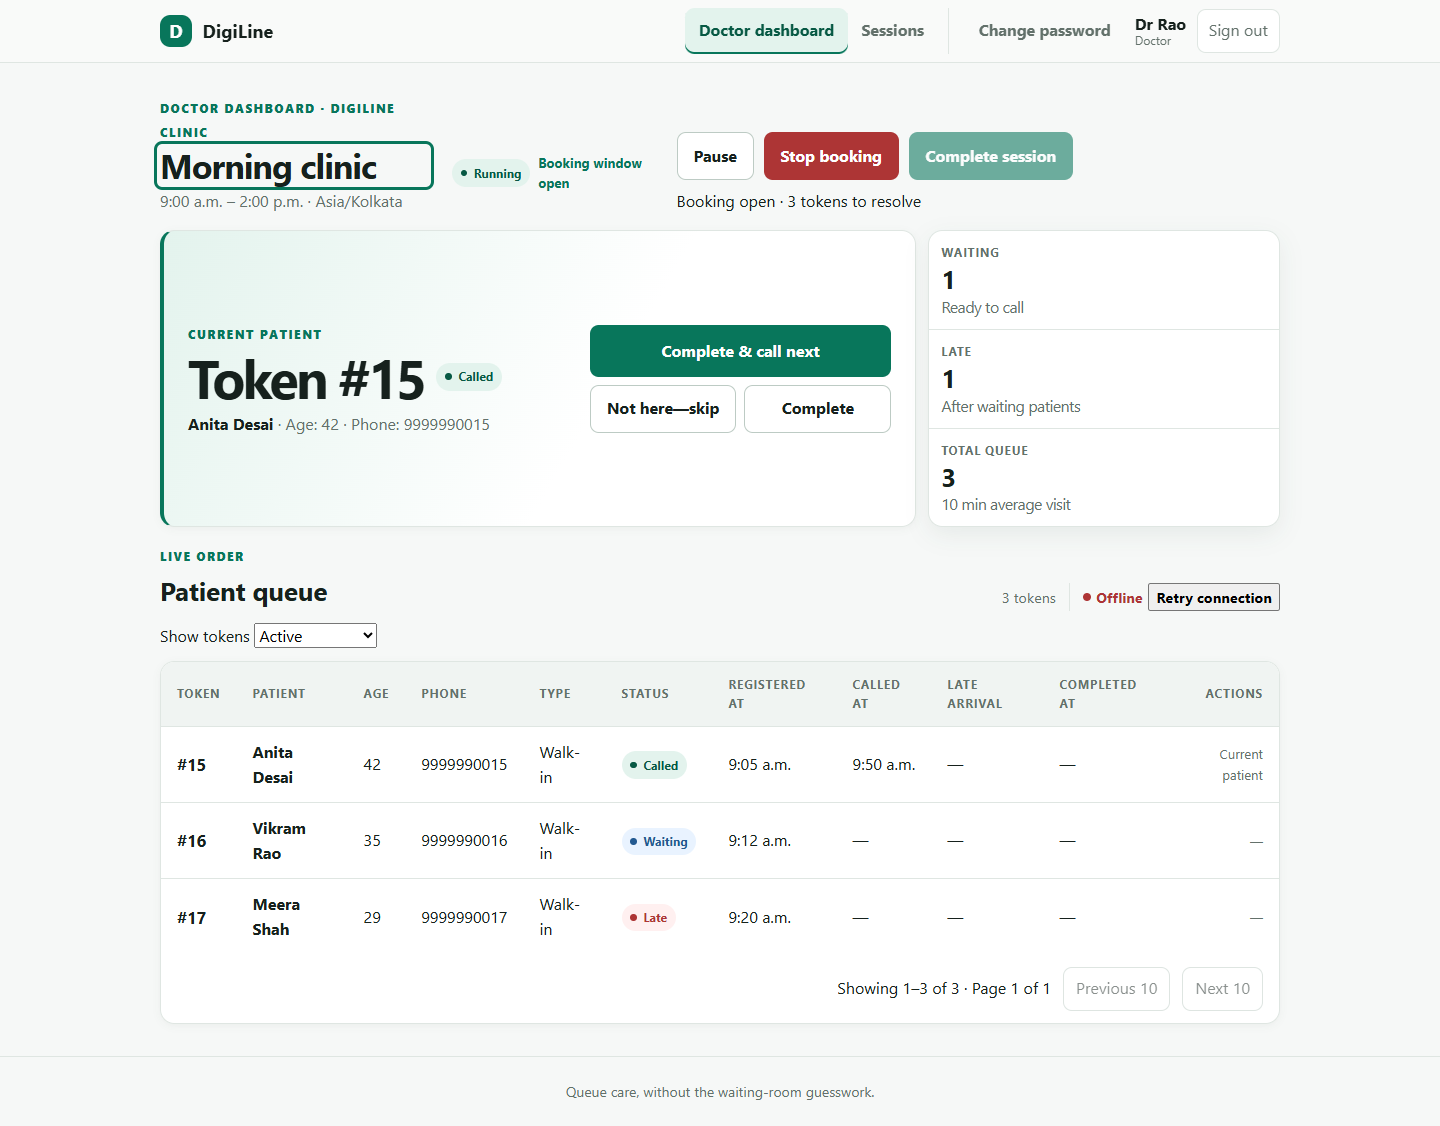 D DigiLine
Doctor dashboard
Sessions
Change password
Dr Rao
Doctor
Sign out
DOCTOR DASHBOARD · DIGILINE
CLINIC
Morning clinic
9:00 a.m. – 2:00 p.m. · Asia/Kolkata
Running
Booking window
open
Pause
Stop booking
Complete session
Booking open · 3 tokens to resolve
CURRENT PATIENT
Token #15
Called
Anita Desai · Age: 42 · Phone: 9999990015
Complete & call next
Not here—skip
Complete
WAITING
1
Ready to call
LATE
1
After waiting patients
TOTAL QUEUE
3
10 min average visit
LIVE ORDER
Patient queue
3 tokens
Offline
Retry connection
Show tokens Active
TOKEN PATIENT AGE PHONE TYPE STATUS REGISTERED AT CALLED AT LATE ARRIVAL COMPLETED AT ACTIONS
#15 Anita Desai 42 9999990015 Walk-in Called 9:05 a.m. 9:50 a.m. — — Current patient
#16 Vikram Rao 35 9999990016 Walk-in Waiting 9:12 a.m. — — — —
#17 Meera Shah 29 9999990017 Walk-in Late 9:20 a.m. — — — —
Showing 1–3 of 3 · Page 1 of 1
Previous 10
Next 10
Queue care, without the waiting-room guesswork.